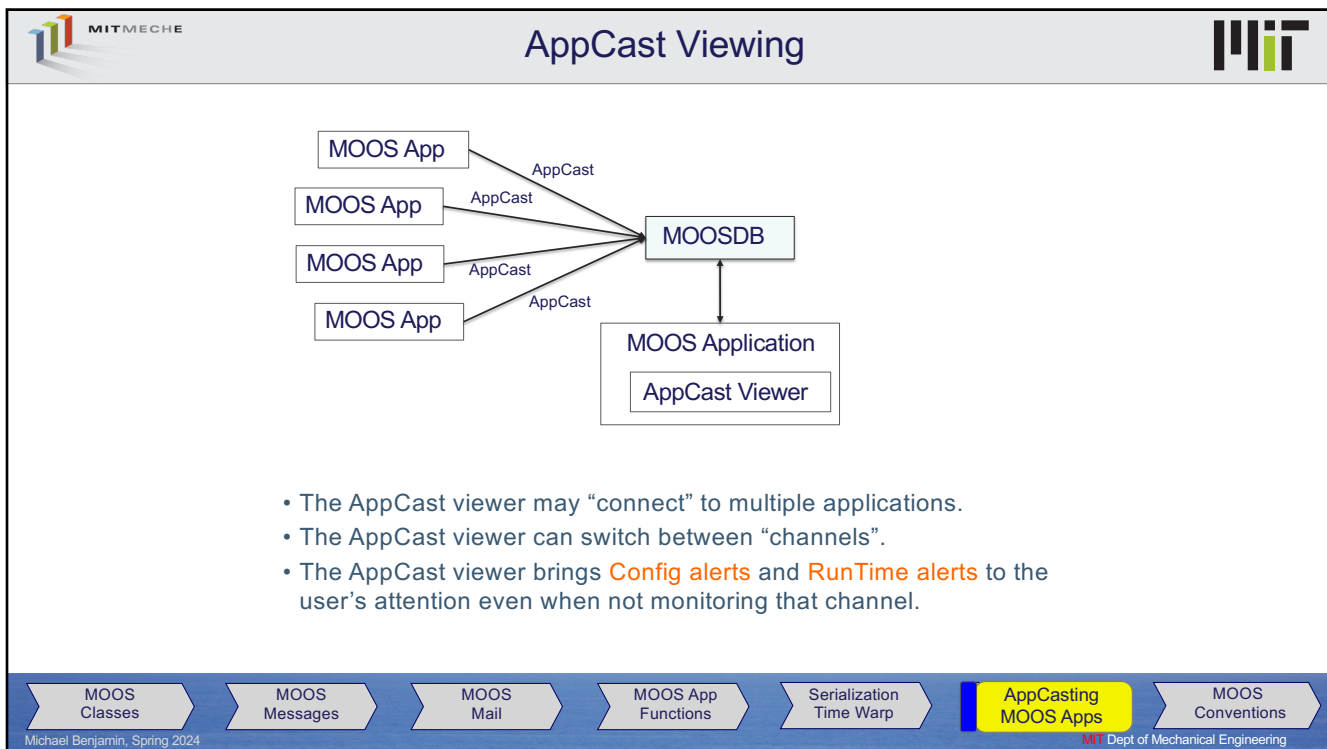 MITMECHE
AppCast Viewing
MIT
MOOS App
AppCast
MOOS App
AppCast
MOOSDB
MOOS App
AppCast
MOOS App
AppCast
MOOS Application
AppCast Viewer
• The AppCast viewer may “connect” to multiple applications.
• The AppCast viewer can switch between “channels”.
• The AppCast viewer brings Config alerts and RunTime alerts to the
user’s attention even when not monitoring that channel.
MOOS
Classes
MOOS
Messages
MOOS
Mail
MOOS App
Functions
Serialization
Time Warp
AppCasting
MOOS Apps
MOOS
Conventions
Michael Benjamin, Spring 2024
MIT Dept of Mechanical Engineering